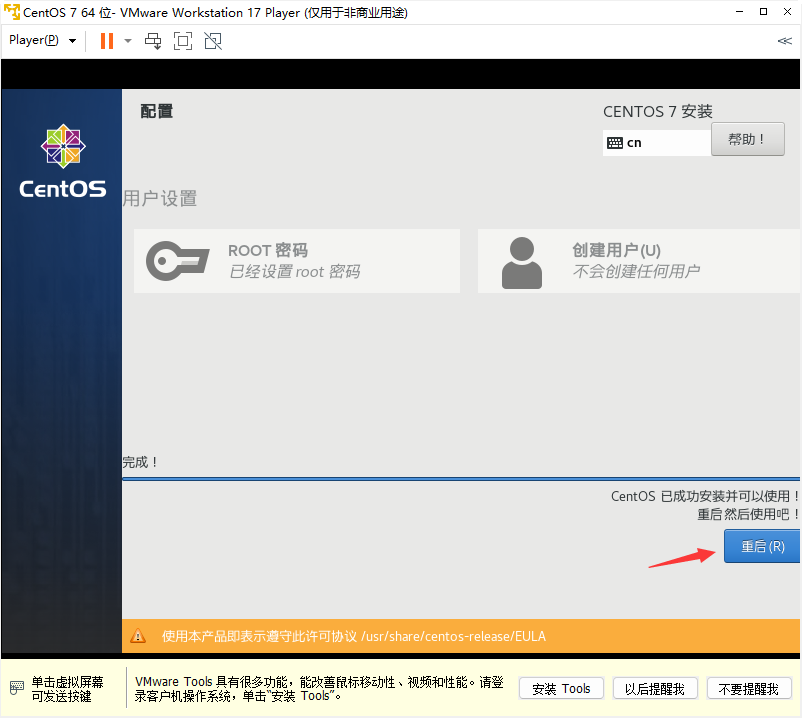 CentOS 7 64 位- VMware Workstation 17 Player (仅用于非商业用途)
Player(P)
配置
CENTOS 7 安装
cn
帮助！
CentOS
用户设置
ROOT 密码
已经设置 root 密码
创建用户(U)
不会创建任何用户
完成！
CentOS 已成功安装并可以使用！
重启然后使用吧！
重启(R)
使用本产品即表示遵守此许可协议 /usr/share/centos-release/EULA
单击虚拟屏幕
可发送按键
VMware Tools 具有很多功能，能改善鼠标移动性、视频和性能。请登
录客户机操作系统，单击“安装 Tools”。
安装 Tools
以后提醒我
不要提醒我